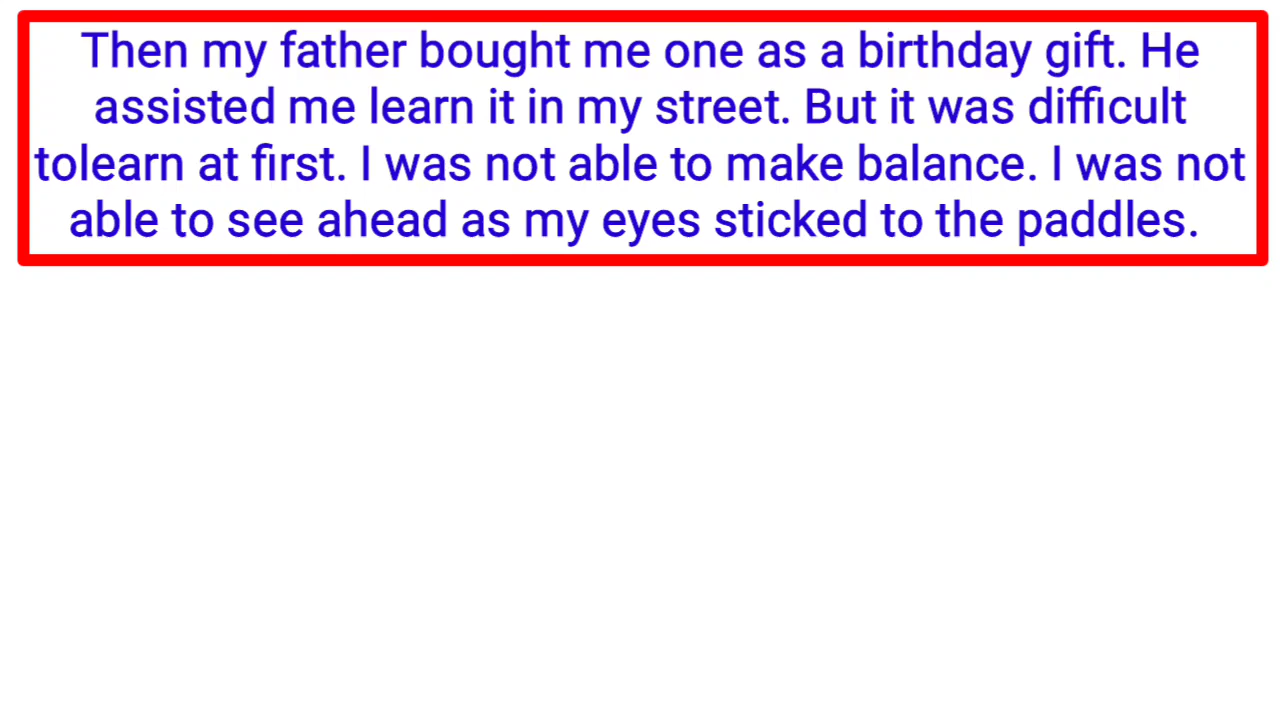 Then my father bought me one as a birthday gift. He
assisted me learn it in my street. But it was difficult
tolearn at first. I was not able to make balance. I was not
able to see ahead as my eyes sticked to the paddles.